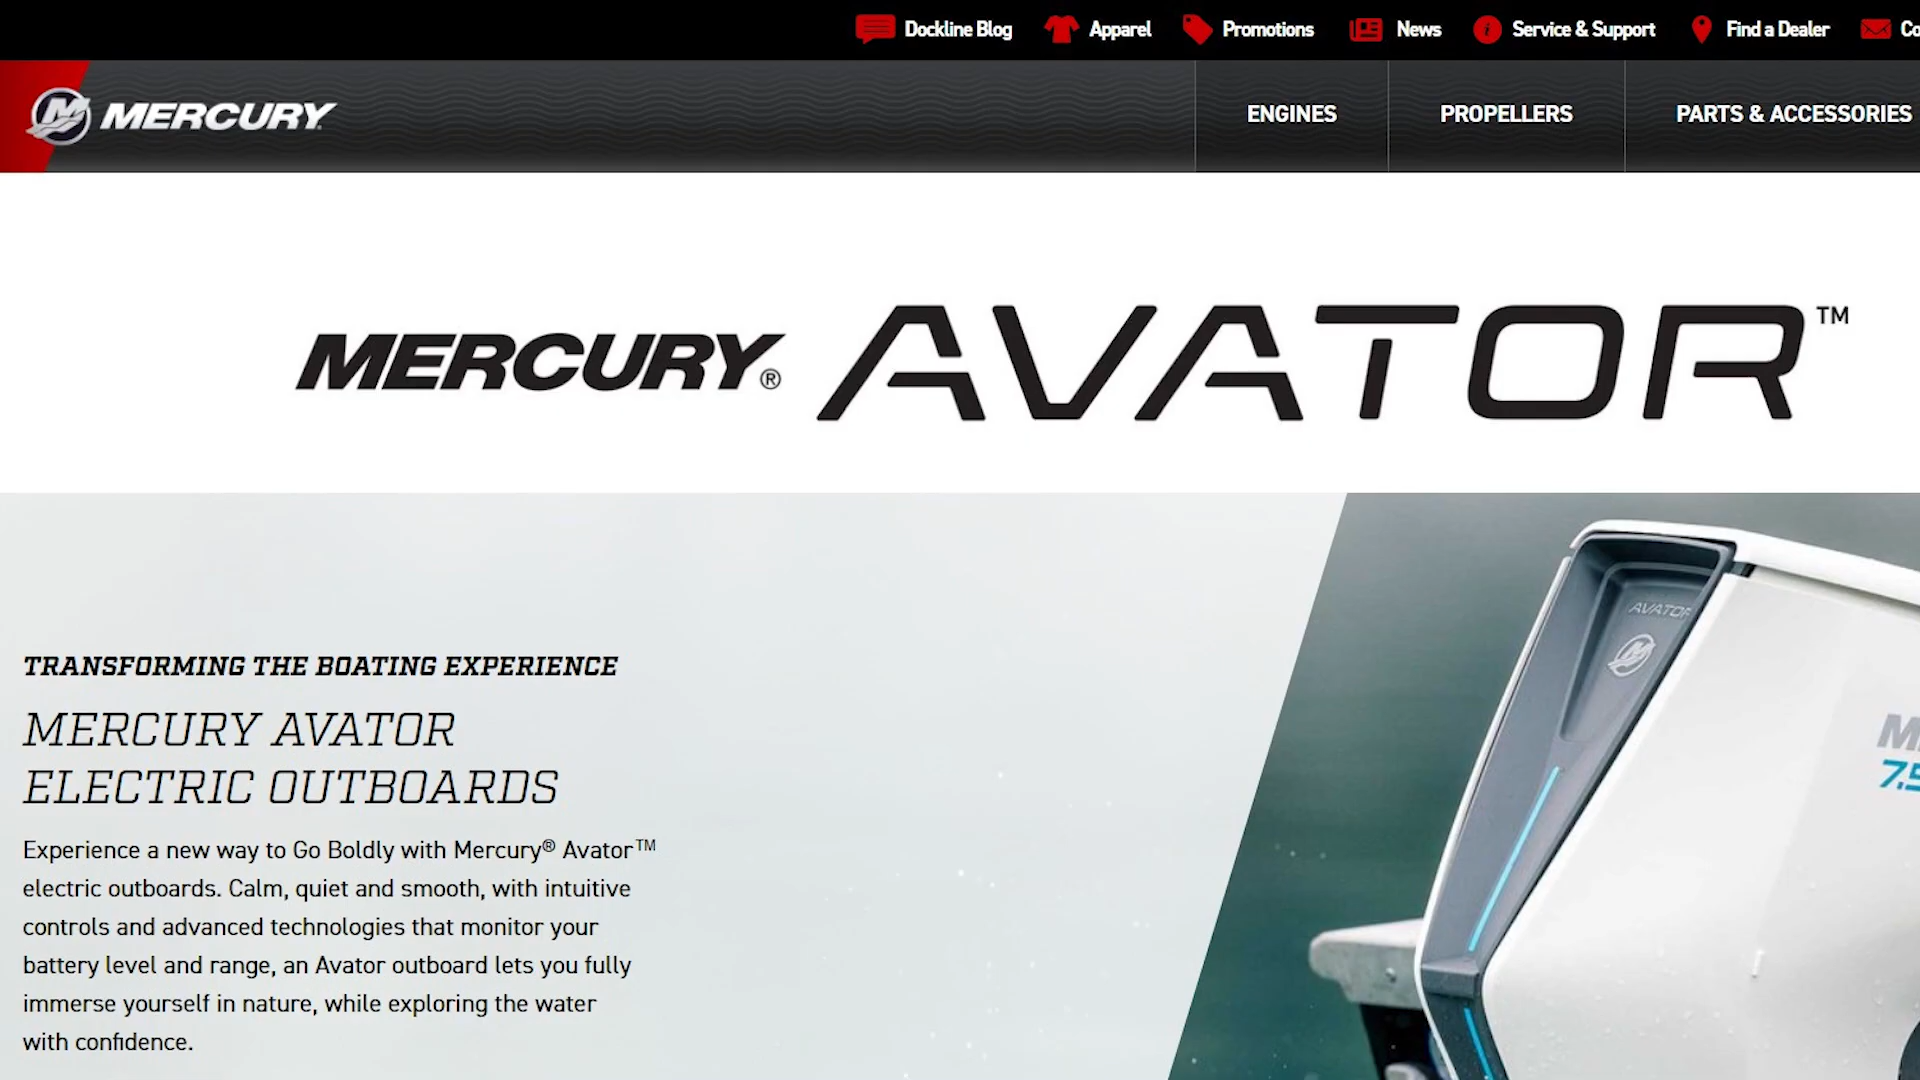 Dockline Blog Apparel Promotions News Service & Support Find a Dealer Co
MERCURY ENGINES PROPELLERS PARTS & ACCESSORIES
MERCURY® AVATOR™
TRANSFORMING THE BOATING EXPERIENCE
MERCURY AVATOR
ELECTRIC OUTBOARDS
Experience a new way to Go Boldly with Mercury® Avator™
electric outboards. Calm, quiet and smooth, with intuitive
controls and advanced technologies that monitor your
battery level and range, an Avator outboard lets you fully
immerse yourself in nature, while exploring the water
with confidence.
AVATOR
M
7.5